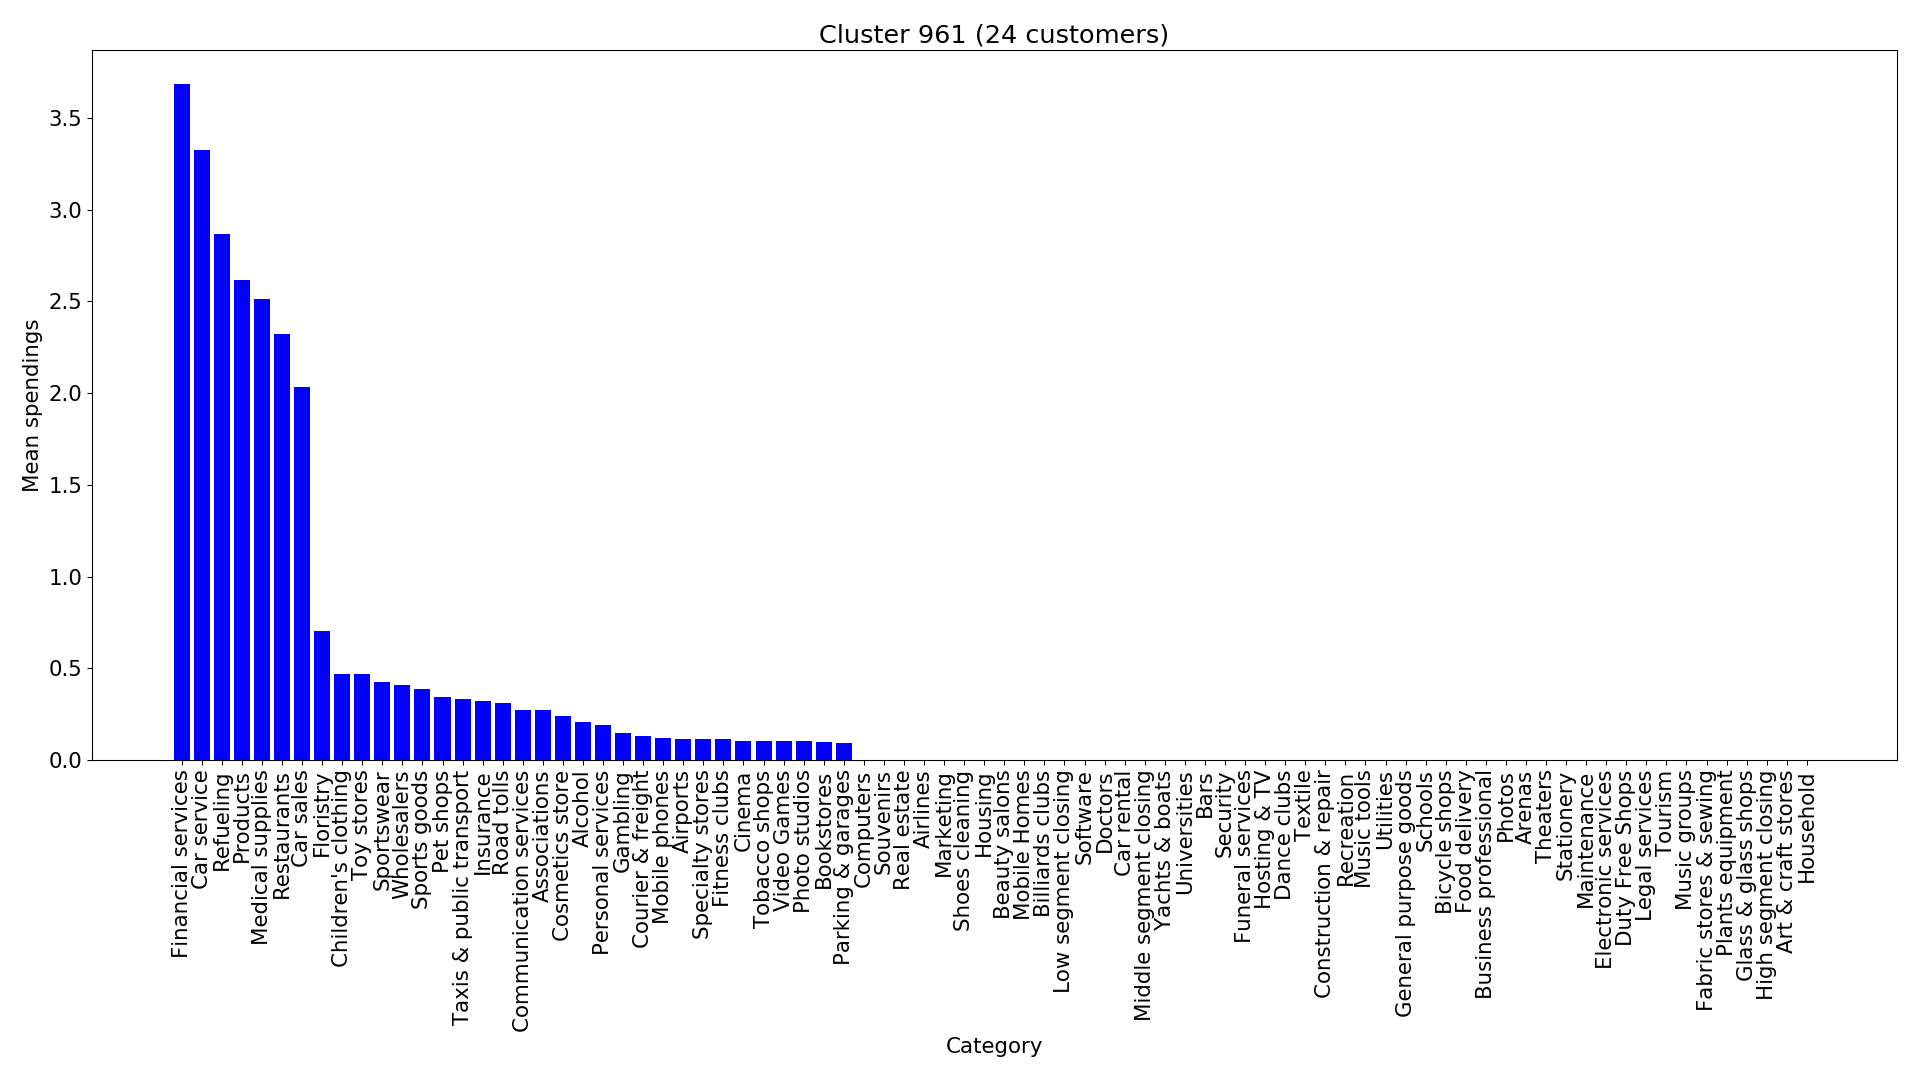 Cluster 961 (24 customers)
Mean spendings
3.5
3.0
2.5
2.0
1.5
1.0
0.5
0.0
Financial services
Car service
Refueling
Products
Medical supplies
Restaurants
Car sales
Floristry
Children's clothing
Toy stores
Sportswear
Wholesalers
Sports goods
Pet shops
Taxis & public transport
Insurance
Road tolls
Communication services
Associations
Cosmetics store
Alcohol
Personal services
Gambling
Courier & freight
Mobile phones
Airports
Specialty stores
Fitness clubs
Cinema
Tobacco shops
Video Games
Photo studios
Bookstores
Parking & garages
Computers
Souvenirs
Real estate
Airlines
Marketing
Shoes cleaning
Housing
Beauty salons
Mobile Homes
Billiards clubs
Low segment closing
Software
Doctors
Car rental
Middle segment closing
Yachts & boats
Universities
Bars
Security
Funeral services
Hosting & TV
Dance clubs
Textile
Construction & repair
Recreation
Music tools
Utilities
General purpose goods
Schools
Bicycle shops
Food delivery
Business professional
Photos
Arenas
Theaters
Stationery
Maintenance
Electronic services
Duty Free Shops
Legal services
Tourism
Music groups
Fabric stores & sewing
Plants equipment
Glass & glass shops
High segment closing
Art & craft stores
Household
Category